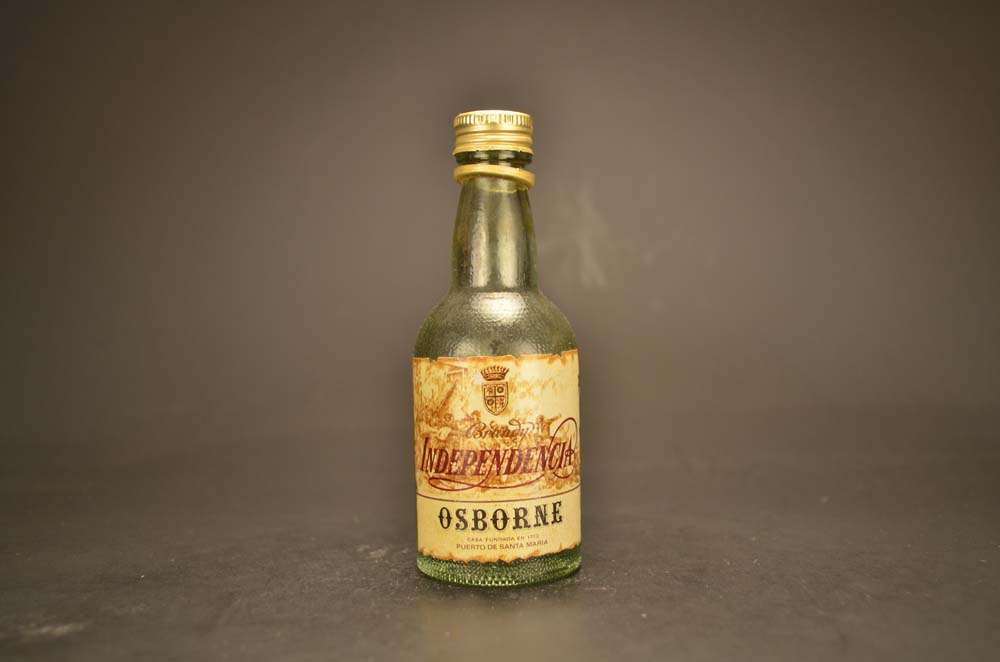 Brandy
INDEPENDENCIA
OSBORNE
CASA FUNDADA EN 1772
PUERTO DE SANTA MARIA